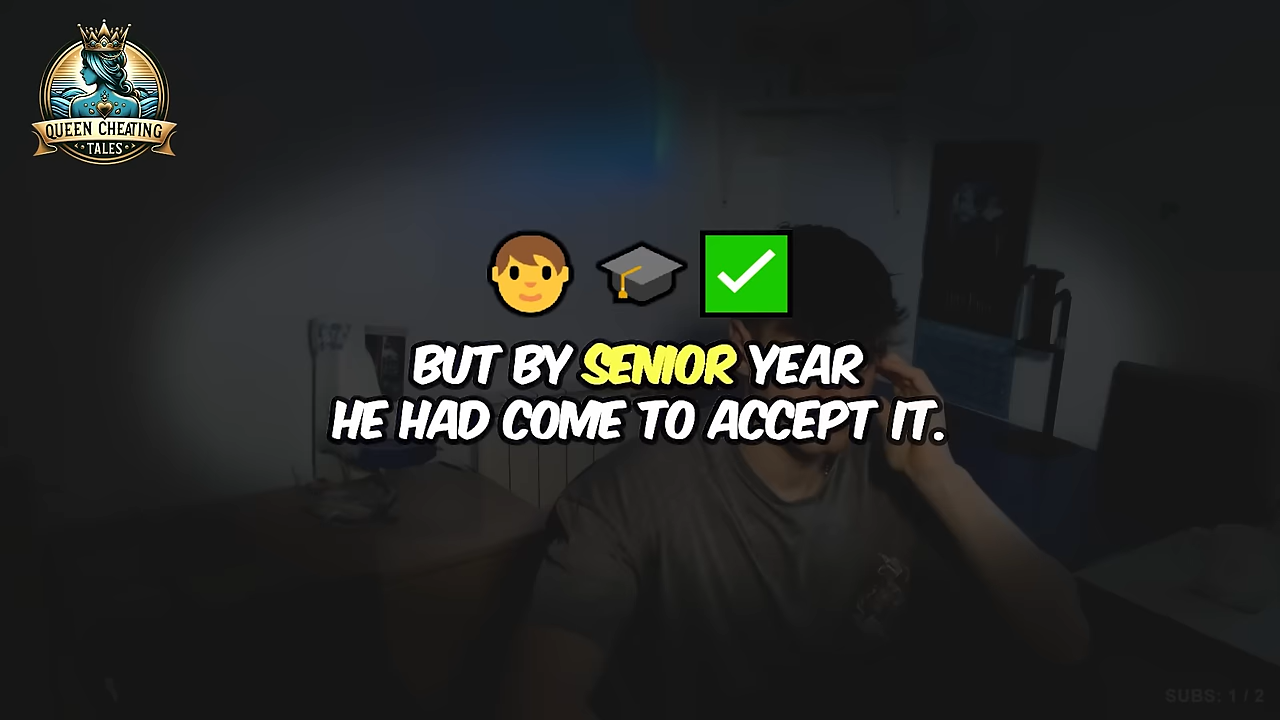 QUEEN CHEATING
TALES
BUT BY SENIOR YEAR
HE HAD COME TO ACCEPT IT.
SUBS: 1 / 2